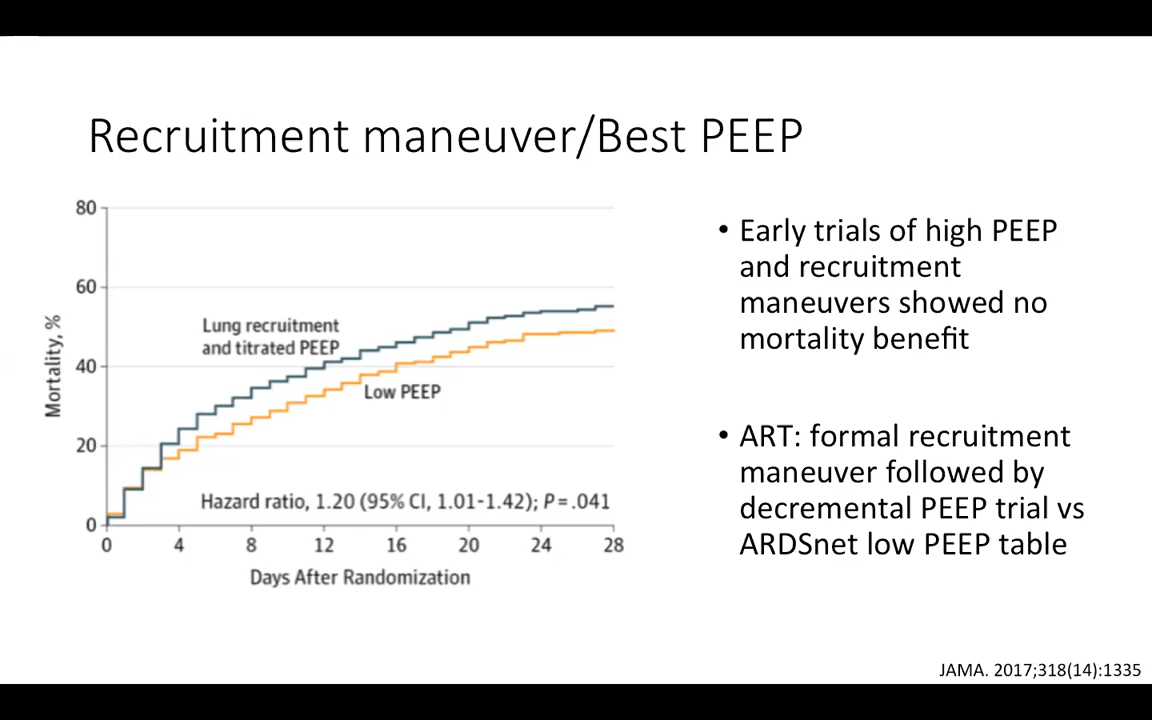 Recruitment maneuver/Best PEEP
80
60
40
20
0
Mortality, %
Lung recruitment
and titrated PEEP
Low PEEP
Hazard ratio, 1.20 (95% CI, 1.01-1.42); P=.041
0 4 8 12 16 20 24 28
Days After Randomization
• Early trials of high PEEP
and recruitment
maneuvers showed no
mortality benefit
• ART: formal recruitment
maneuver followed by
decremental PEEP trial vs
ARDSnet low PEEP table
JAMA. 2017;318(14):1335